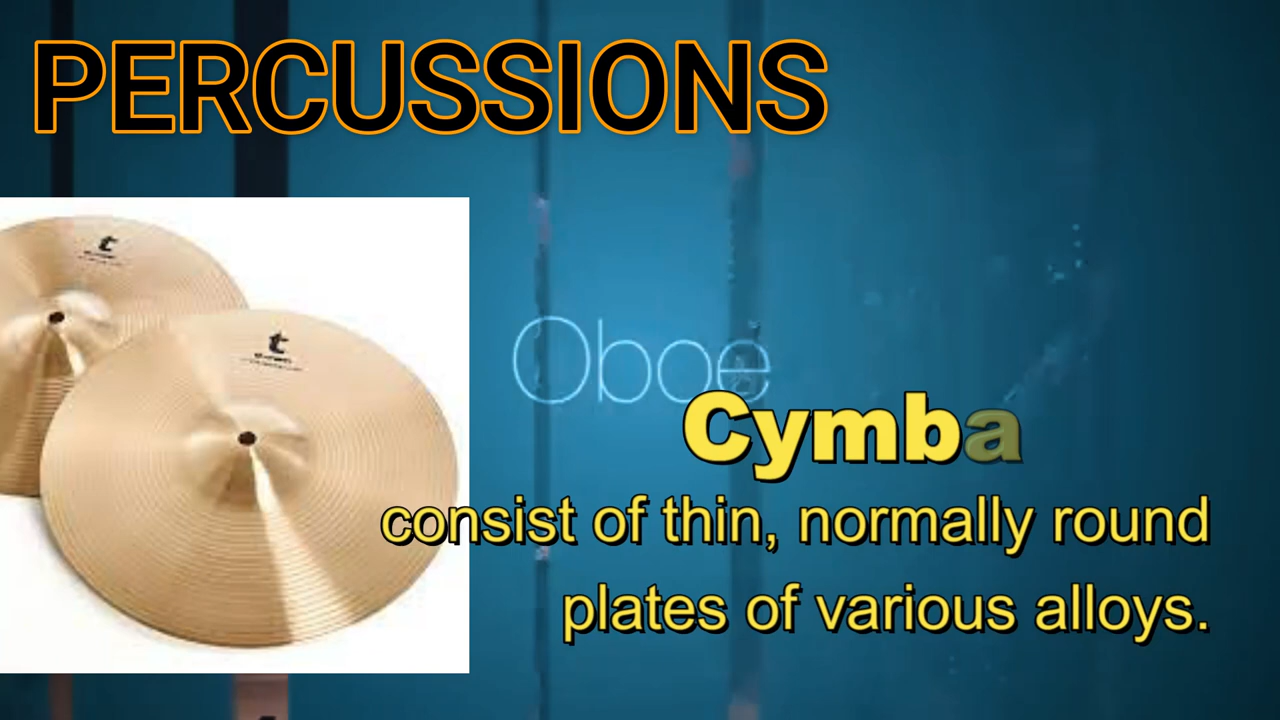 PERCUSSIONS
t
t
Oboe
Cymba
consist of thin, normally round
plates of various alloys.